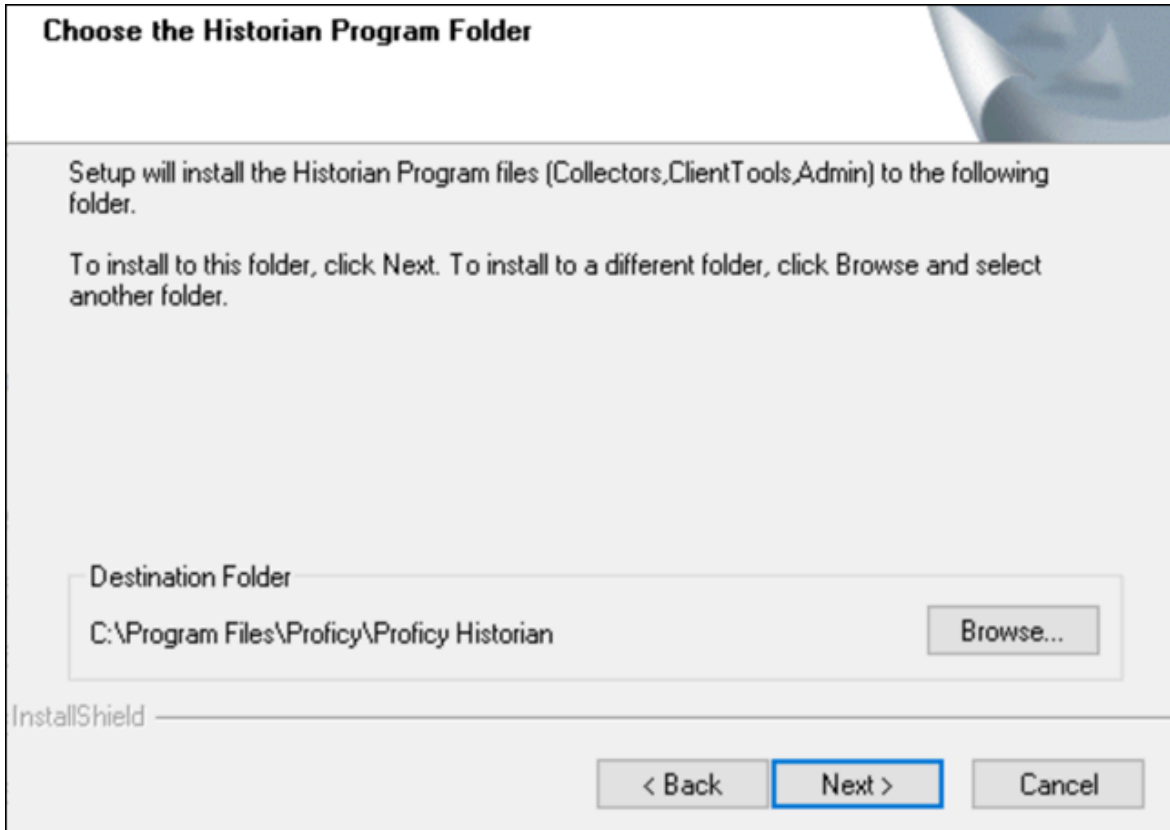 Choose the Historian Program Folder
Setup will install the Historian Program files (Collectors,ClientTools,Admin) to the following
folder.
To install to this folder, click Next. To install to a different folder, click Browse and select
another folder.
Destination Folder
C:\Program Files\Proficy\Proficy Historian
Browse...
InstallShield
< Back
Next >
Cancel